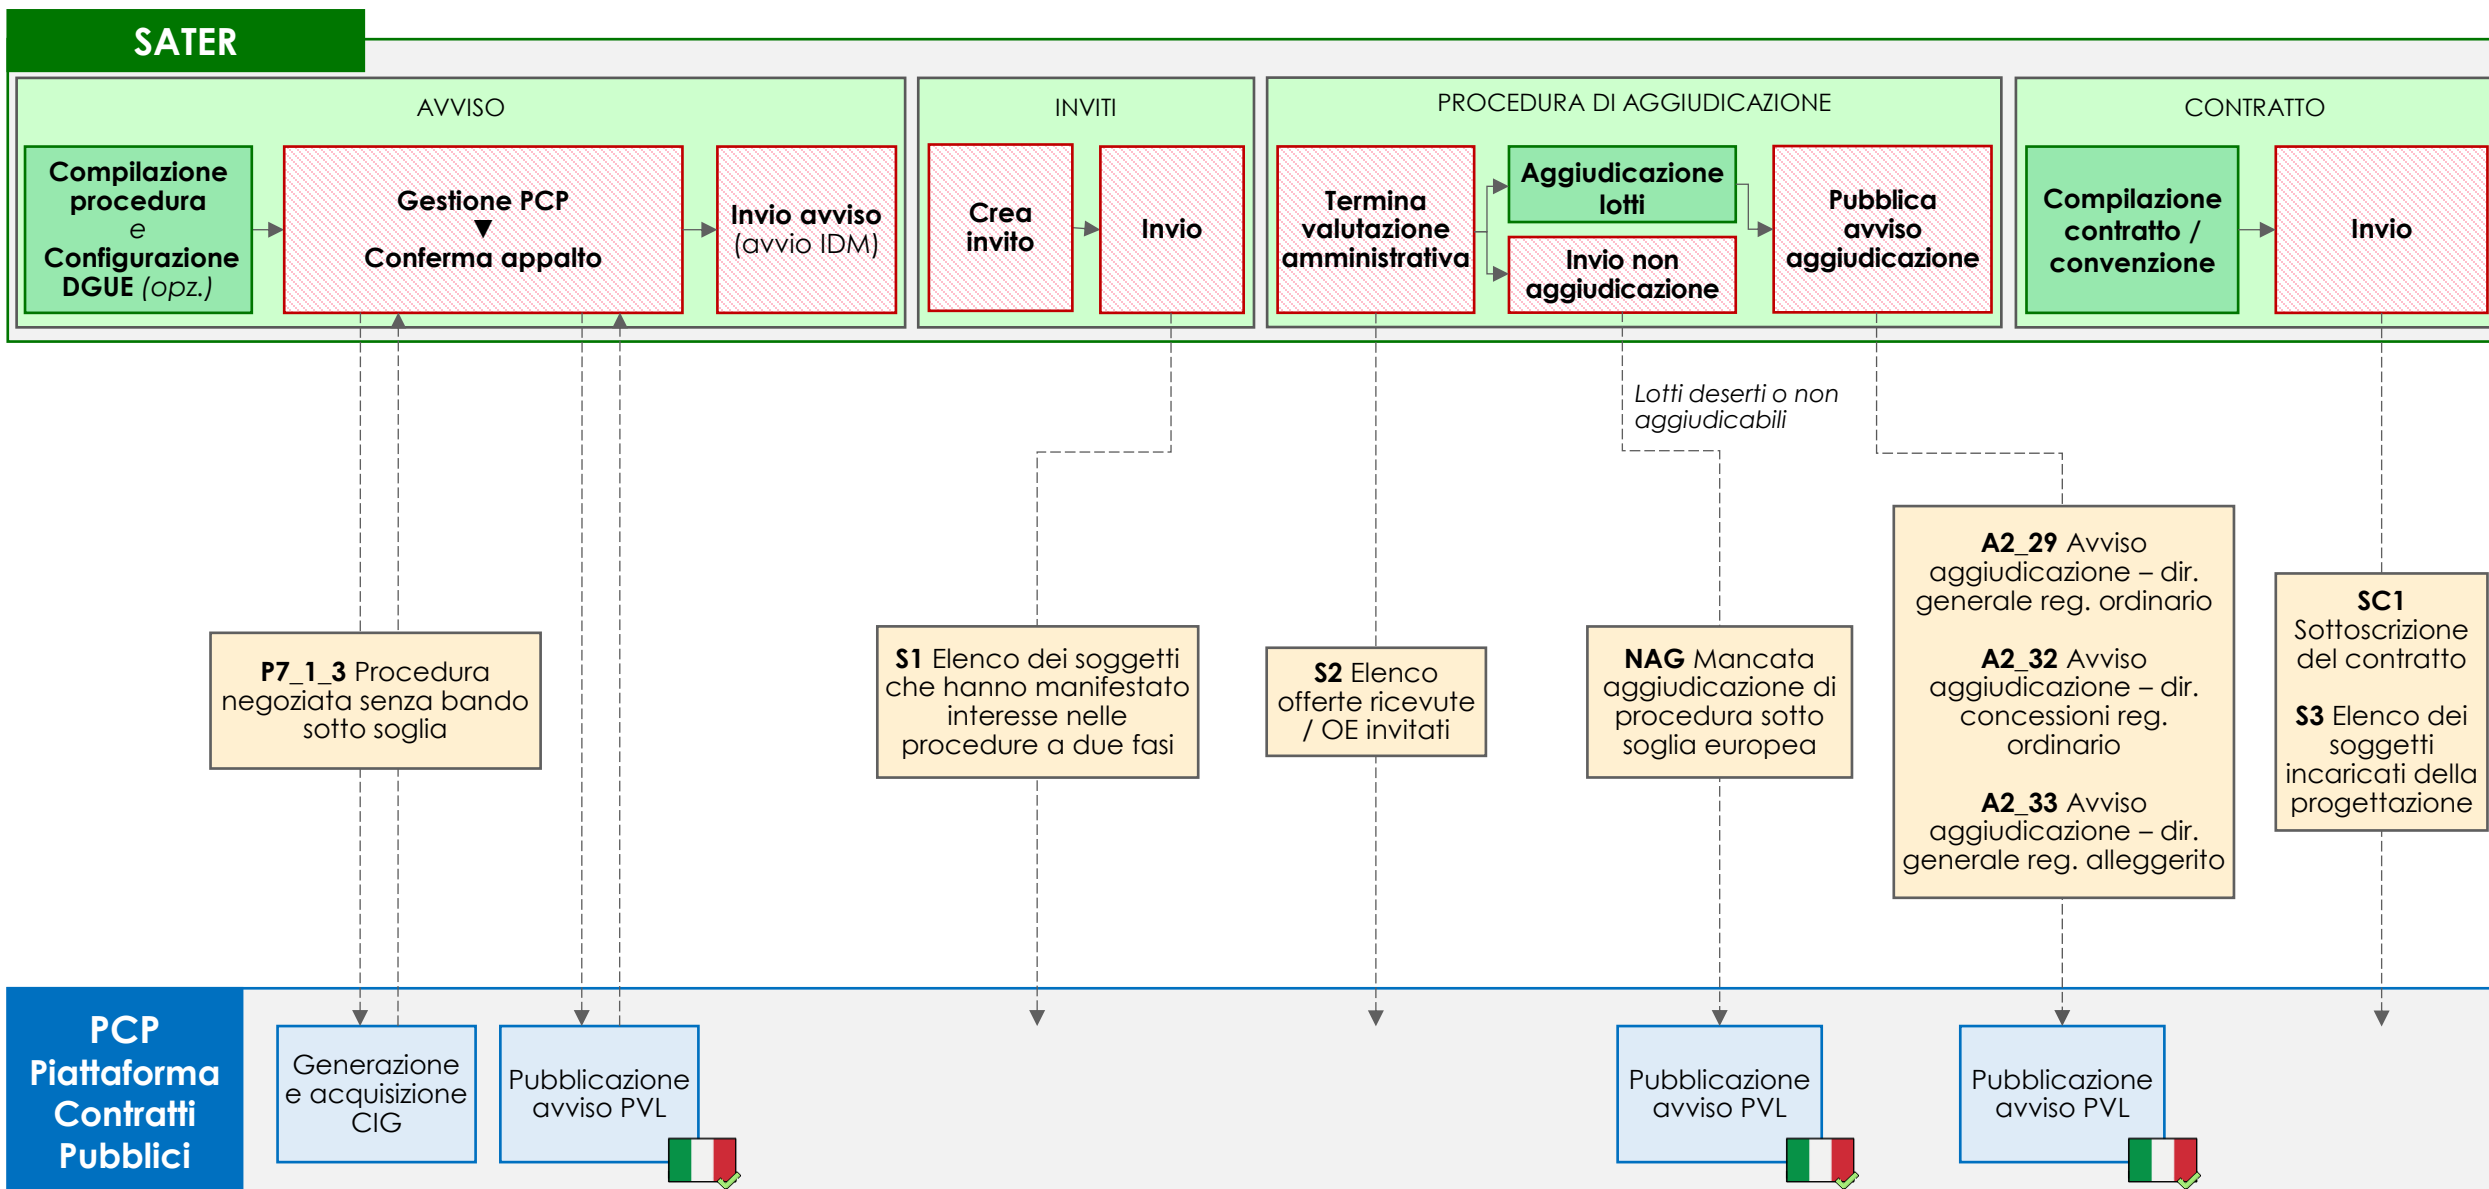 SATER
AVVISO
Compilazione
procedura
e
Configurazione
DGUE (opz.)
Gestione PCP
▼
Conferma appalto
Invio avviso
(avvio IDM)
INVITI
Crea
invito
Invio
PROCEDURA DI AGGIUDICAZIONE
Termina
valutazione
amministrativa
Aggiudicazione
lotti
Invio non
aggiudicazione
Pubblica
avviso
aggiudicazione
CONTRATTO
Compilazione
contratto /
convenzione
Invio
Lotti deserti o non
aggiudicabili
P7_1_3 Procedura
negoziata senza bando
sotto soglia
S1 Elenco dei soggetti
che hanno manifestato
interesse nelle
procedure a due fasi
S2 Elenco
offerte ricevute
/ OE invitati
NAG Mancata
aggiudicazione di
procedura sotto
soglia europea
A2_29 Avviso
aggiudicazione – dir.
generale reg. ordinario
A2_32 Avviso
aggiudicazione – dir.
concessioni reg.
ordinario
A2_33 Avviso
aggiudicazione – dir.
generale reg. alleggerito
SC1
Sottoscrizione
del contratto
S3 Elenco dei
soggetti
incaricati della
progettazione
PCP
Piattaforma
Contratti
Pubblici
Generazione
e acquisizione
CIG
Pubblicazione
avviso PVL
Pubblicazione
avviso PVL
Pubblicazione
avviso PVL